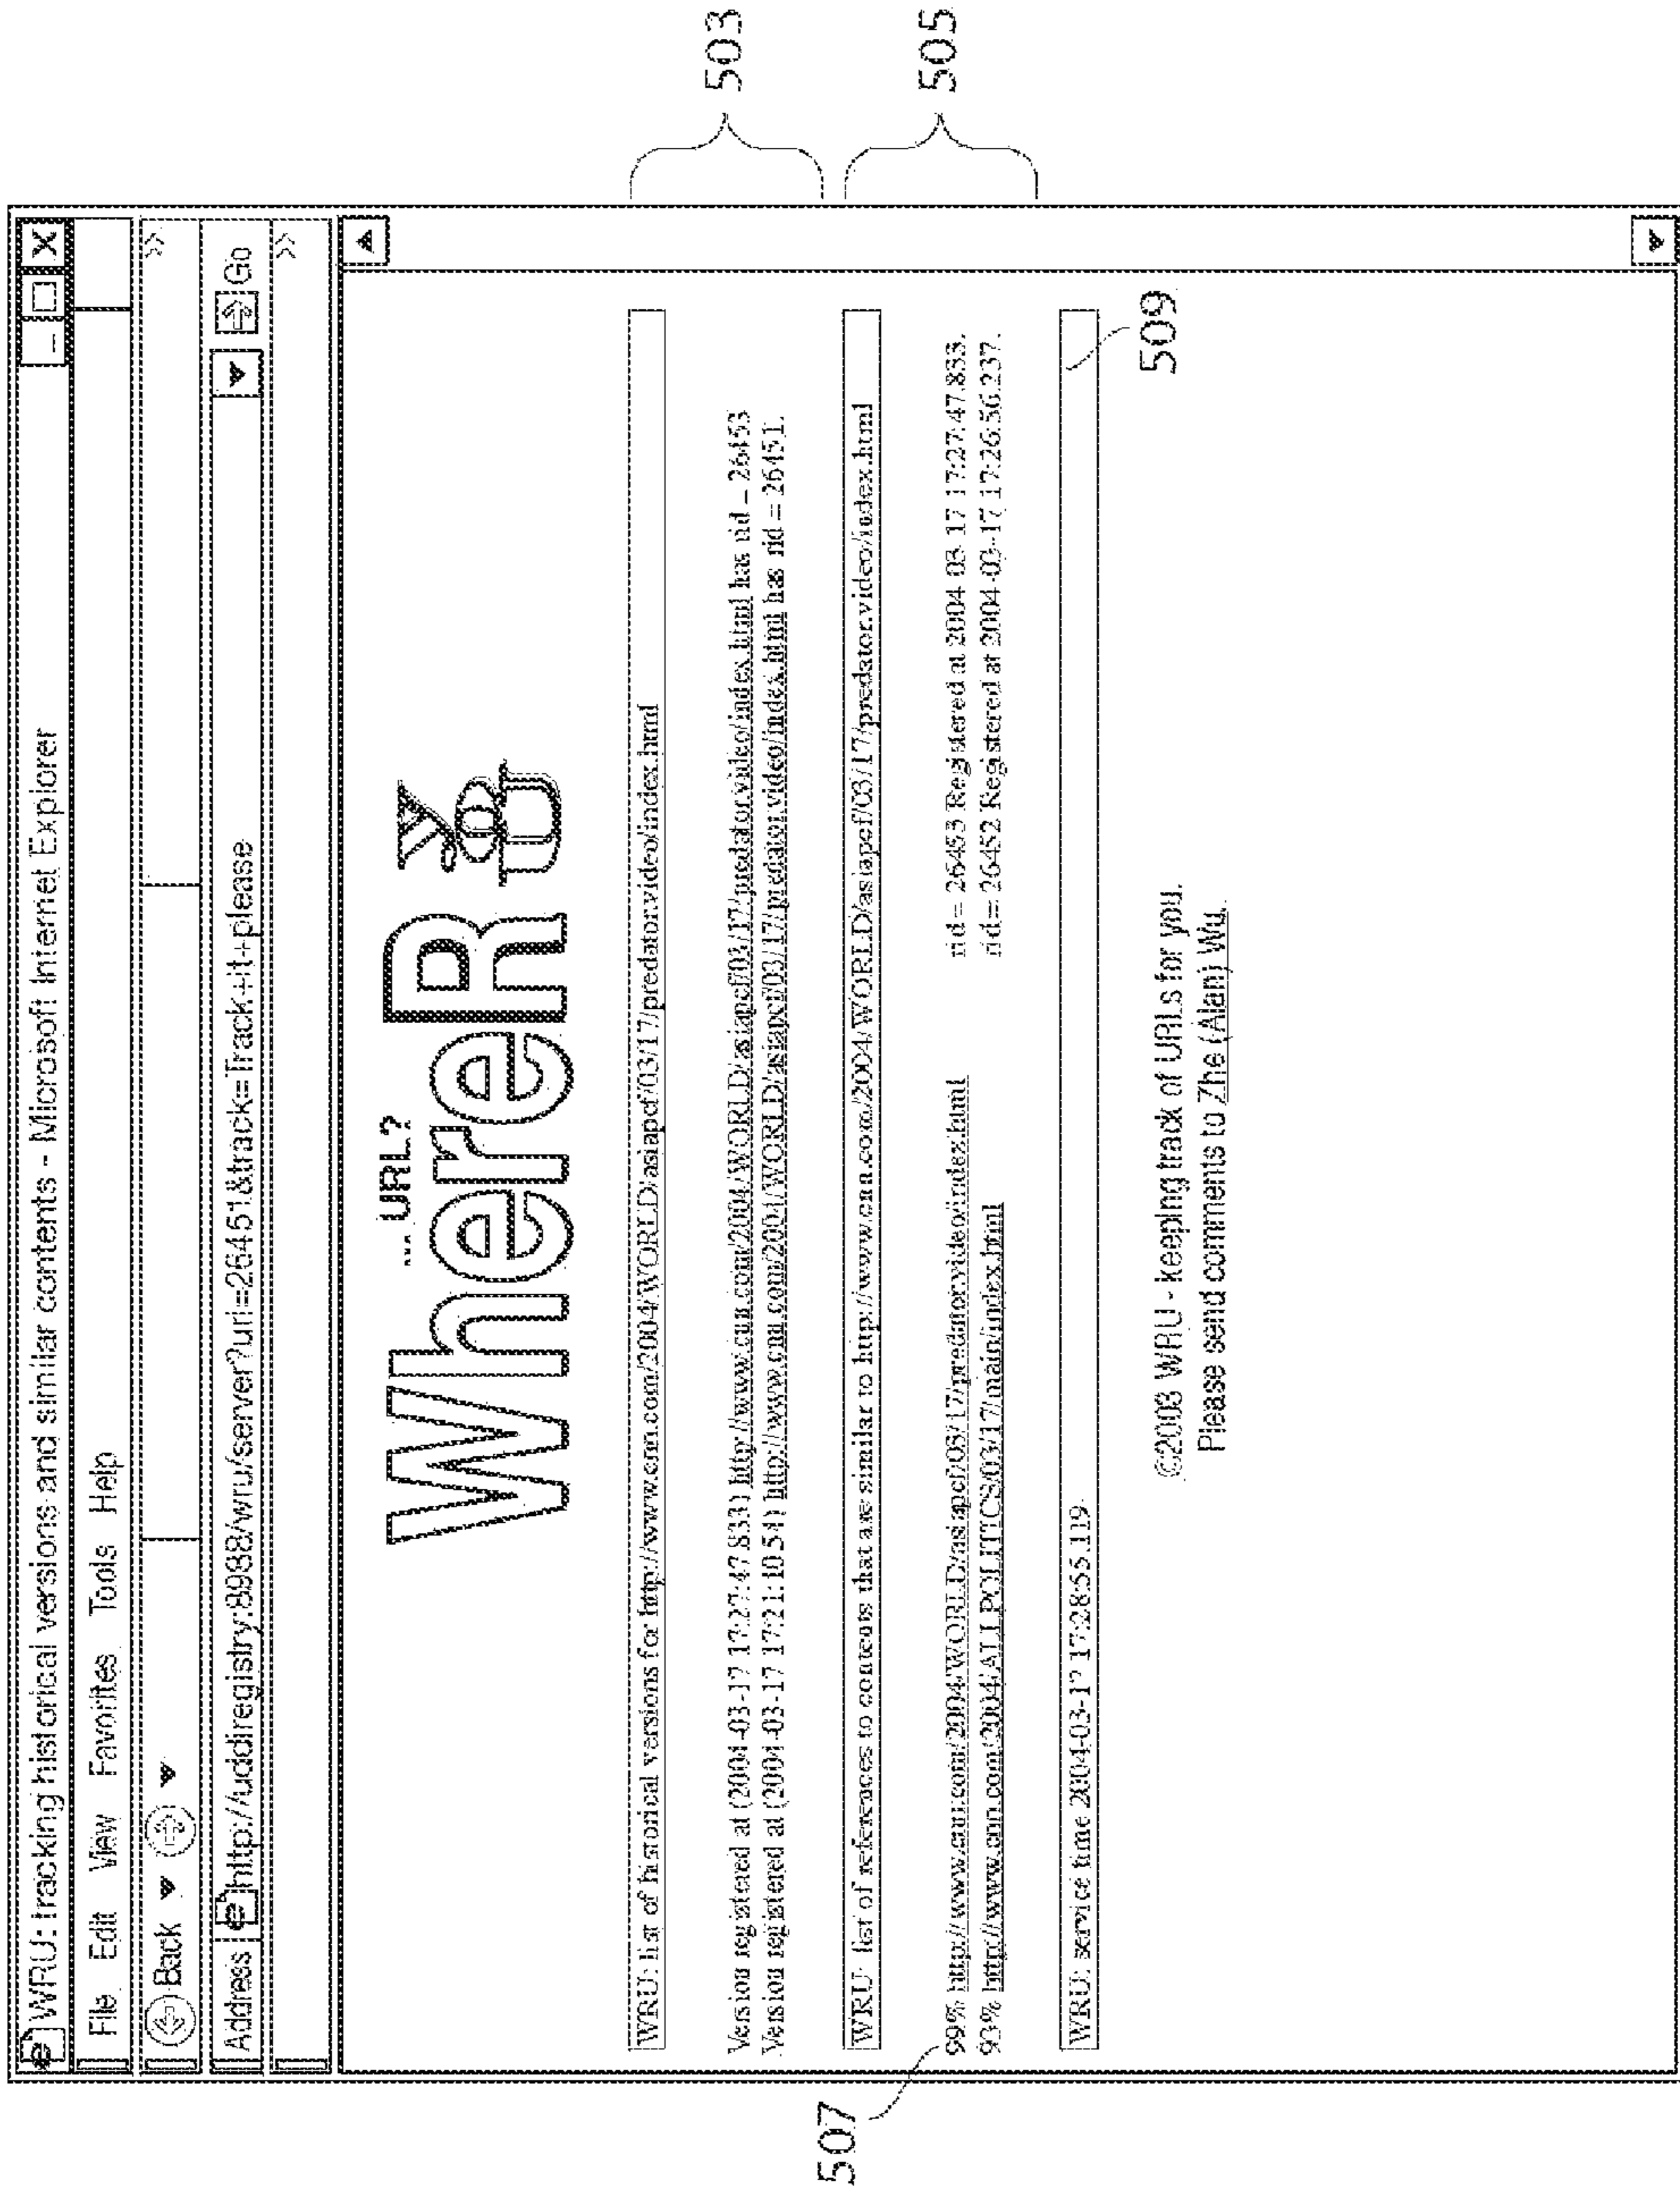 WRU: tracking historical versions and similar contents - Microsoft Internet Explorer
File Edit View Favorites Tools Help
Back
Address http://uddiregistry:8988/wru/server?uri=26451&track=Track+it+please Go
... URL?
WhereR
WRU: list of historical versions for http://www.cnn.com/2004/WORLD/asiapcf/03/17/predator.video/index.html
503
Version registered at (2004-03-17 17:27:47.833) http://www.cnn.com/2004/WORLD/asiapcf/03/17/predator.video/index.html has rid = 26453
Version registered at (2004-03-17 17:21:10.54) http://www.cnn.com/2004/WORLD/asiapcf/03/17/predator.video/index.html has rid = 26451.
WRU: list of references to contents that are similar to http://www.cnn.com/2004/WORLD/asiapcf/03/17/predator.video/index.html
505
507
99% http://www.cnn.com/2004/WORLD/asiapcf/03/17/predator.video/index.html rid = 26453 Registered at 2004-03-17 17:27:47.833.
93% http://www.cnn.com/2004/ALLPOLITICS/03/17/main/index.html rid = 26452 Registered at 2004-03-17 17:26:56.237.
WRU: service time 2004-03-17 17:28:55.119.
509
©2003 WRU - keeping track of URLs for you.
Please send comments to Zhe (Alan) Wu.